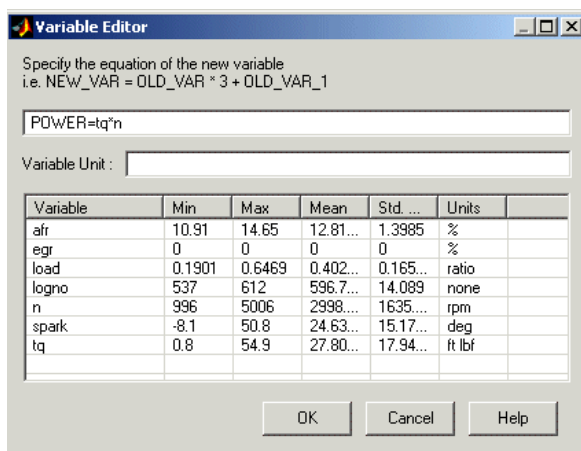 Variable Editor
Specify the equation of the new variable
i.e. NEW_VAR = OLD_VAR * 3 + OLD_VAR_1
POWER=tq*n
Variable Unit :
Variable Min Max Mean Std. ... Units
afr 10.91 14.65 12.81... 1.3985 %
egr 0 0 0 0 %
load 0.1901 0.6469 0.402... 0.165... ratio
logno 537 612 596.7... 14.089 none
n 996 5006 2998.... 1635.... rpm
spark -8.1 50.8 24.63... 15.17... deg
tq 0.8 54.9 27.80... 17.94... ft lbf
OK Cancel Help